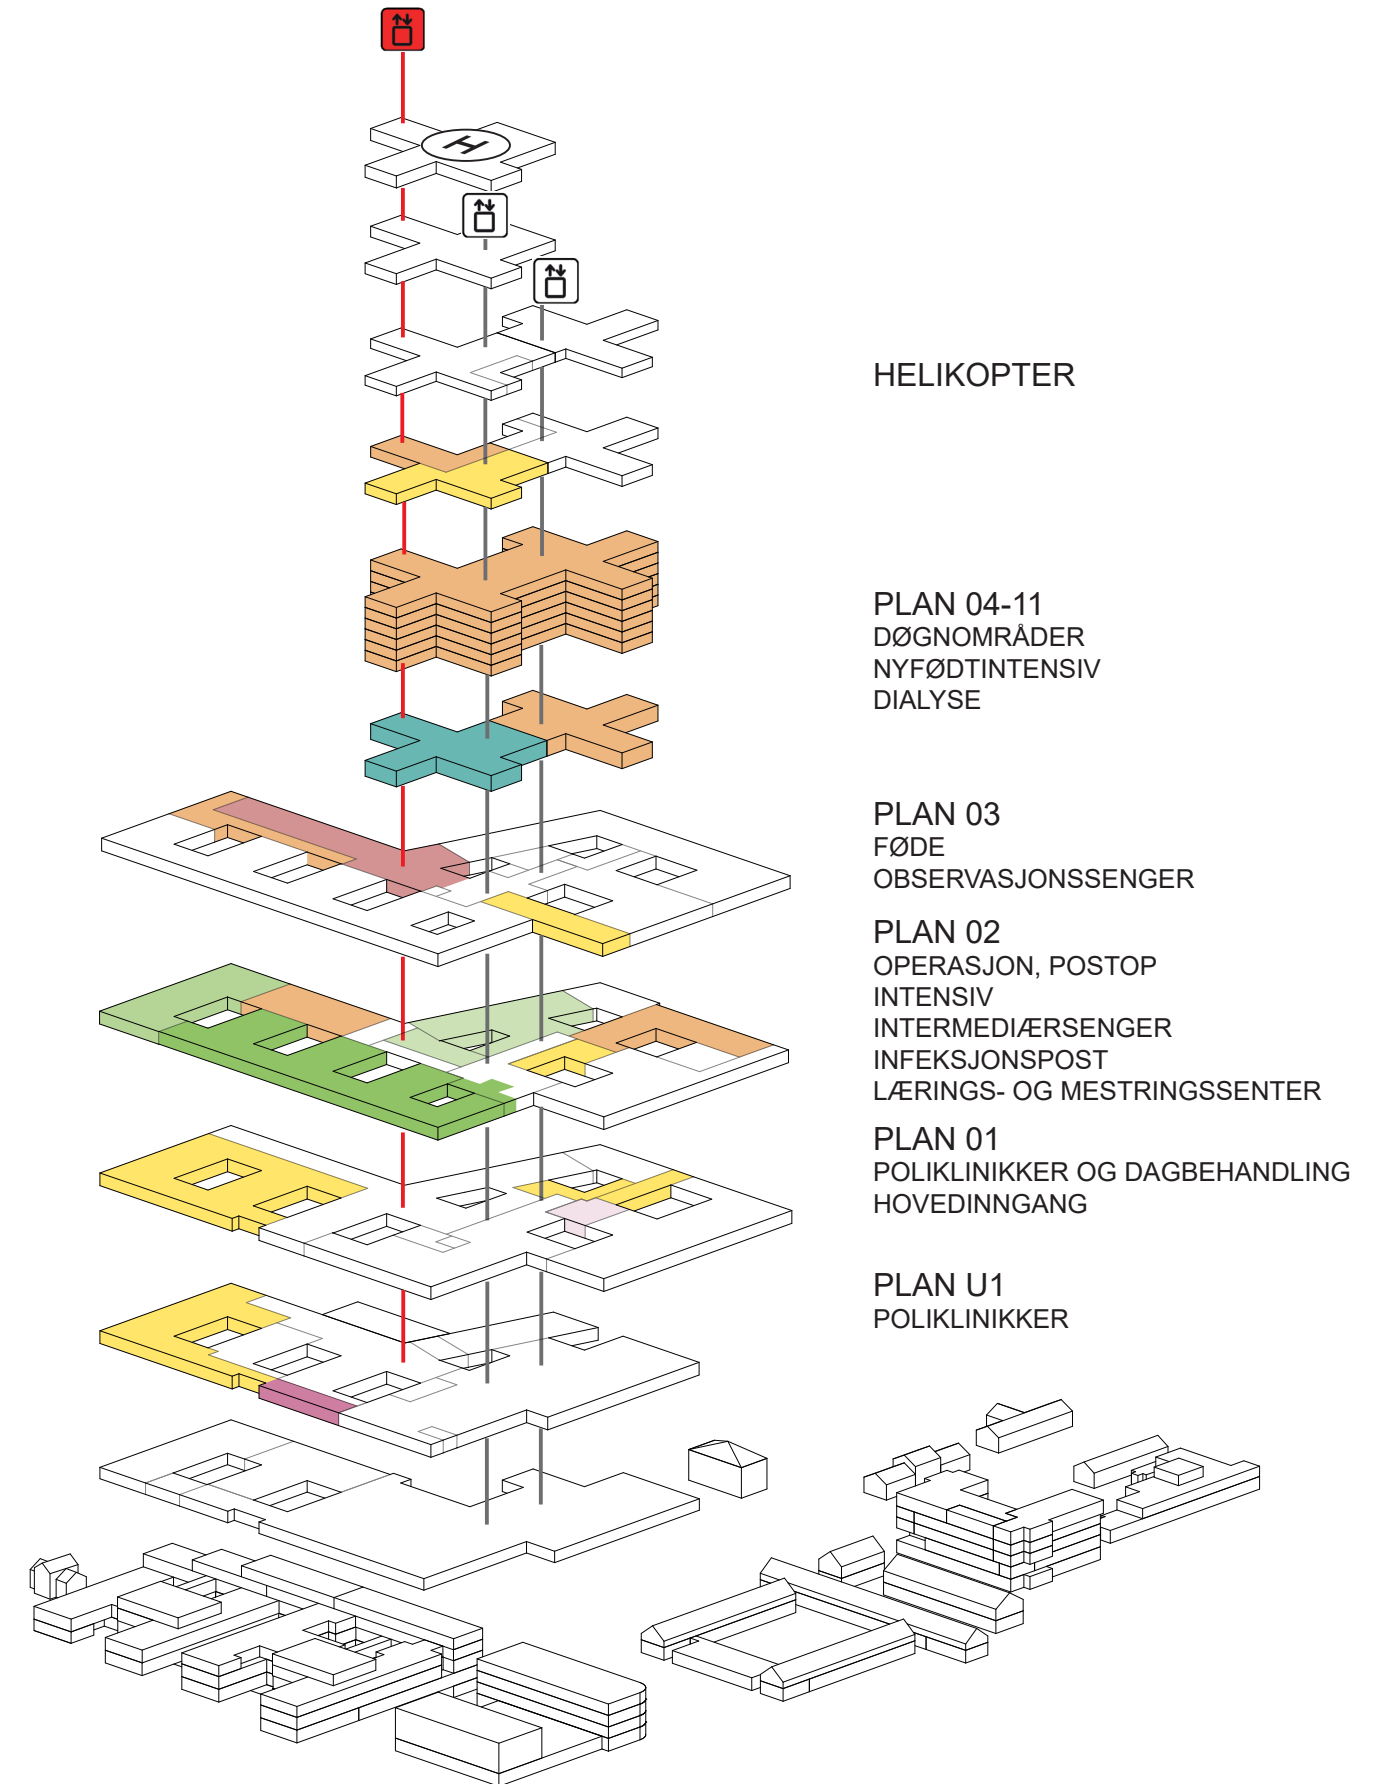 H
HELIKOPTER
PLAN 04-11
DØGNOMRÅDER
NYFØDTINTENSIV
DIALYSE
PLAN 03
FØDE
OBSERVASJONSSENGER
PLAN 02
OPERASJON, POSTOP
INTENSIV
INTERMEDIÆRSENGER
INFEKSJONSPOST
LÆRINGS- OG MESTRINGSSENTER
PLAN 01
POLIKLINIKKER OG DAGBEHANDLING
HOVEDINNGANG
PLAN U1
POLIKLINIKKER